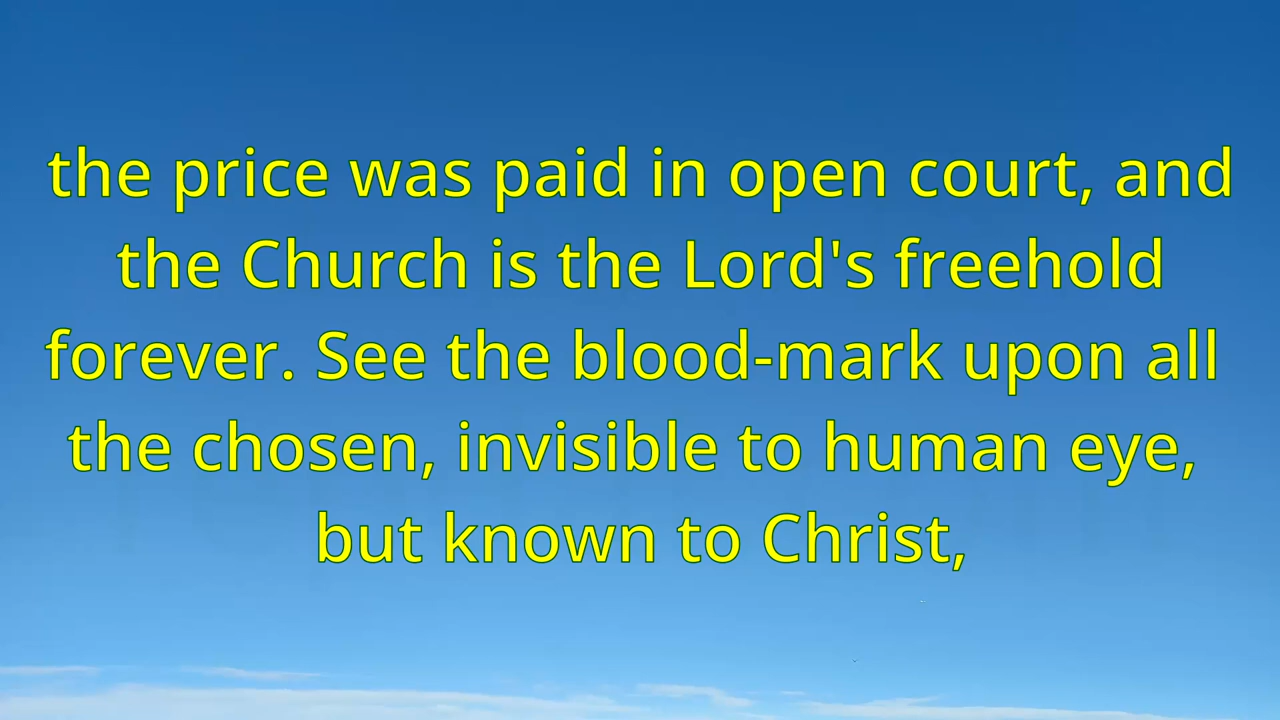 the price was paid in open court, and
the Church is the Lord's freehold
forever. See the blood-mark upon all
the chosen, invisible to human eye,
but known to Christ,